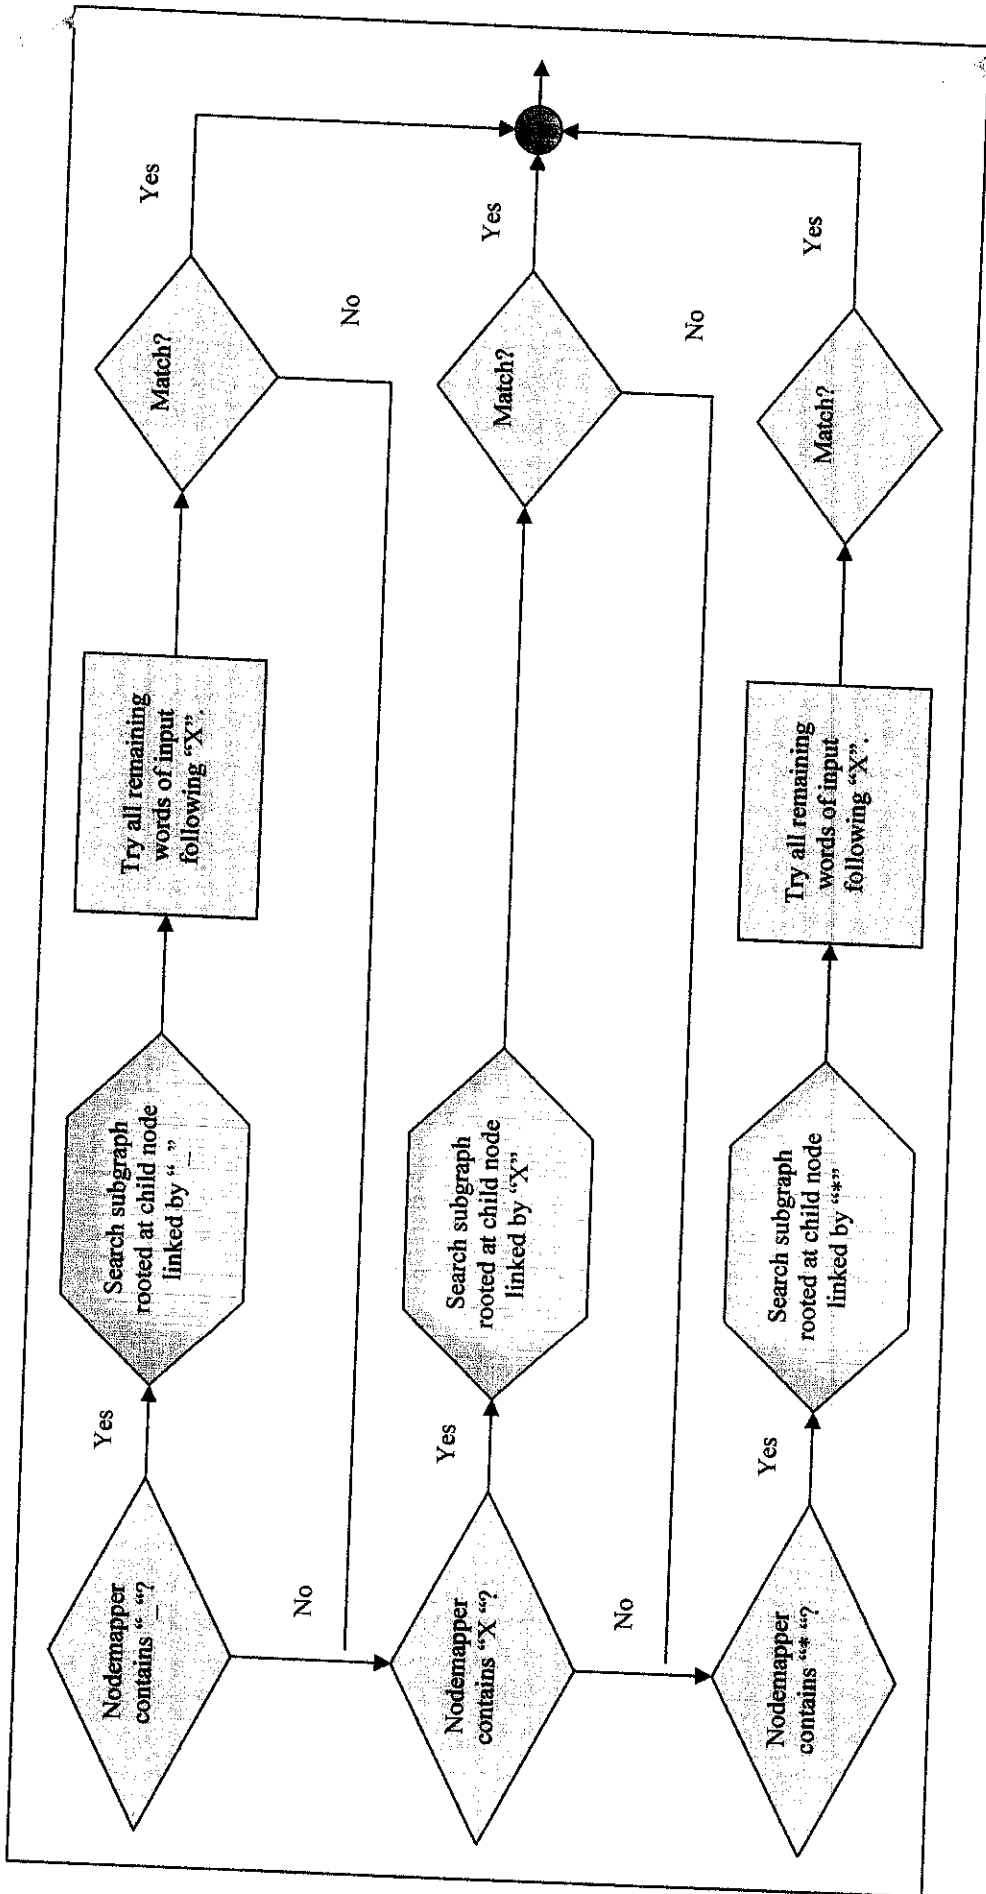 Nodemapper
contains “_“?
Yes
Search subgraph
rooted at child node
linked by “_”
Try all remaining
words of input
following “X”.
Match?
Yes
No
No
Nodemapper
contains “X “?
Yes
Search subgraph
rooted at child node
linked by “X”
Match?
Yes
No
No
Nodemapper
contains “* “?
Yes
Search subgraph
rooted at child node
linked by “*”
Try all remaining
words of input
following “X”.
Match?
Yes